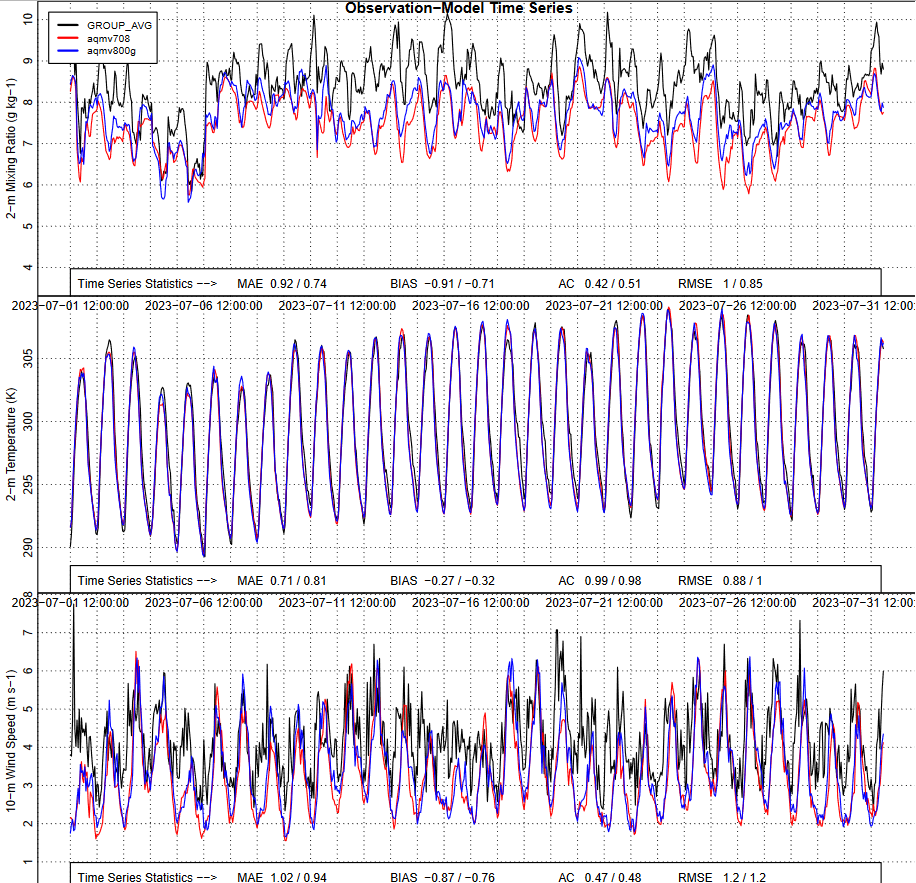 Observation−Model Time Series
GROUP_AVG
aqmv708
aqmv800g
2−m Mixing Ratio (g kg−1)
10
9
8
7
6
5
4
Time Series Statistics −−> MAE 0.92 / 0.74 BIAS −0.91 / −0.71 AC 0.42 / 0.51 RMSE 1 / 0.85
2023−07−01 12:00:00 2023−07−06 12:00:00 2023−07−11 12:00:00 2023−07−16 12:00:00 2023−07−21 12:00:00 2023−07−26 12:00:00 2023−07−31 12:00:
2−m Temperature (K)
305
300
295
290
Time Series Statistics −−> MAE 0.71 / 0.81 BIAS −0.27 / −0.32 AC 0.99 / 0.98 RMSE 0.88 / 1
2023−07−01 12:00:00 2023−07−06 12:00:00 2023−07−11 12:00:00 2023−07−16 12:00:00 2023−07−21 12:00:00 2023−07−26 12:00:00 2023−07−31 12:00:
10−m Wind Speed (m s−1)
8
7
6
5
4
3
2
1
Time Series Statistics −−> MAE 1.02 / 0.94 BIAS −0.87 / −0.76 AC 0.47 / 0.48 RMSE 1.2 / 1.2